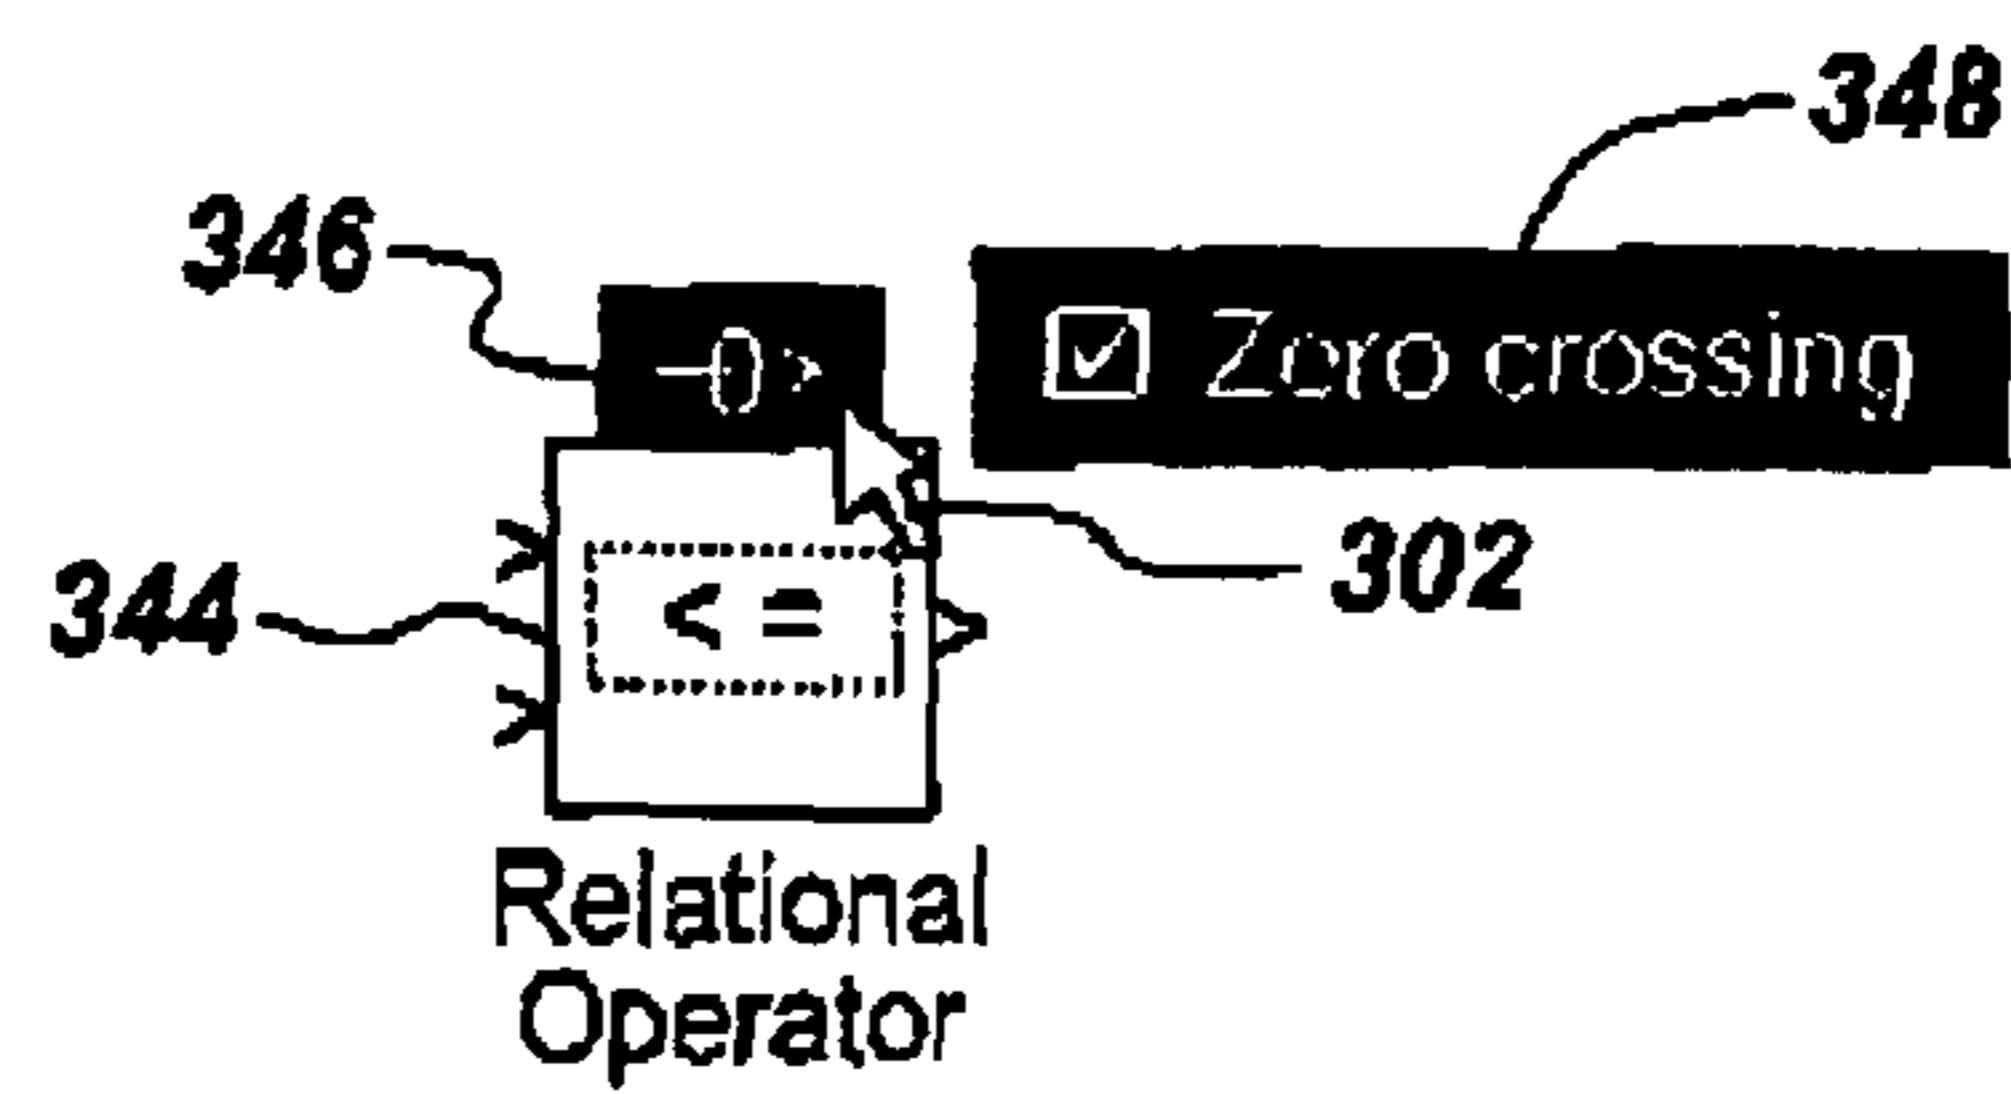 348
346
-0>
Zero crossing
302
344
<=
Relational
Operator